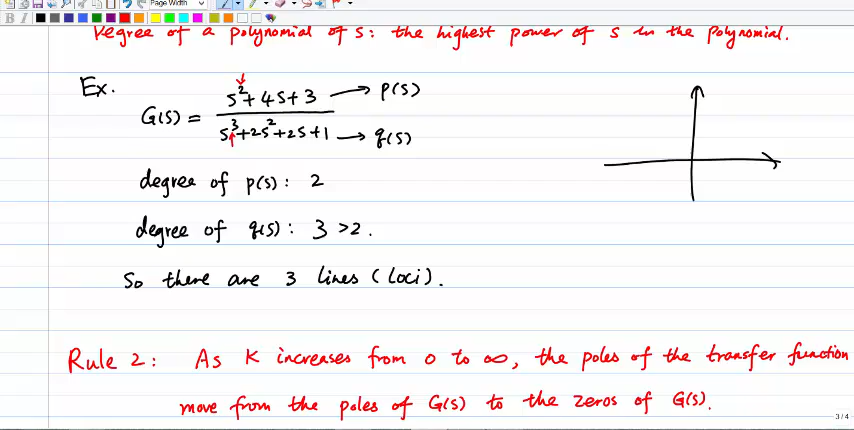 Page Width
B I
Degree of a polynomial of s: the highest power of s in the polynomial.
Ex.
G(s) = (s²+4s+3) / (s³+2s²+2s+1)
→ p(s)
→ q(s)
degree of p(s): 2
degree of q(s): 3 >2.
So there are 3 lines (loci).
Rule 2: As K increases from 0 to ∞, the poles of the transfer function
move from the poles of G(s) to the zeros of G(s).
3/4